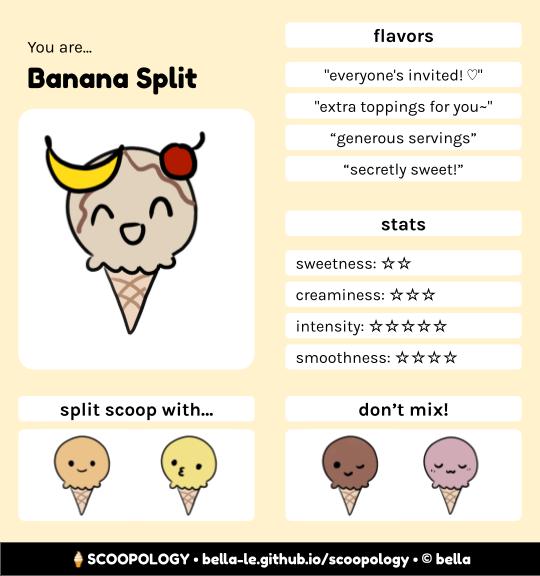 You are...
Banana Split
flavors
"everyone's invited! ♡"
"extra toppings for you~"
“generous servings”
“secretly sweet!”
stats
sweetness: ☆☆
creaminess: ☆☆☆
intensity: ☆☆☆☆☆
smoothness: ☆☆☆☆
split scoop with...
don’t mix!
🍦SCOOPOLOGY • bella-le.github.io/scoopology • © bella